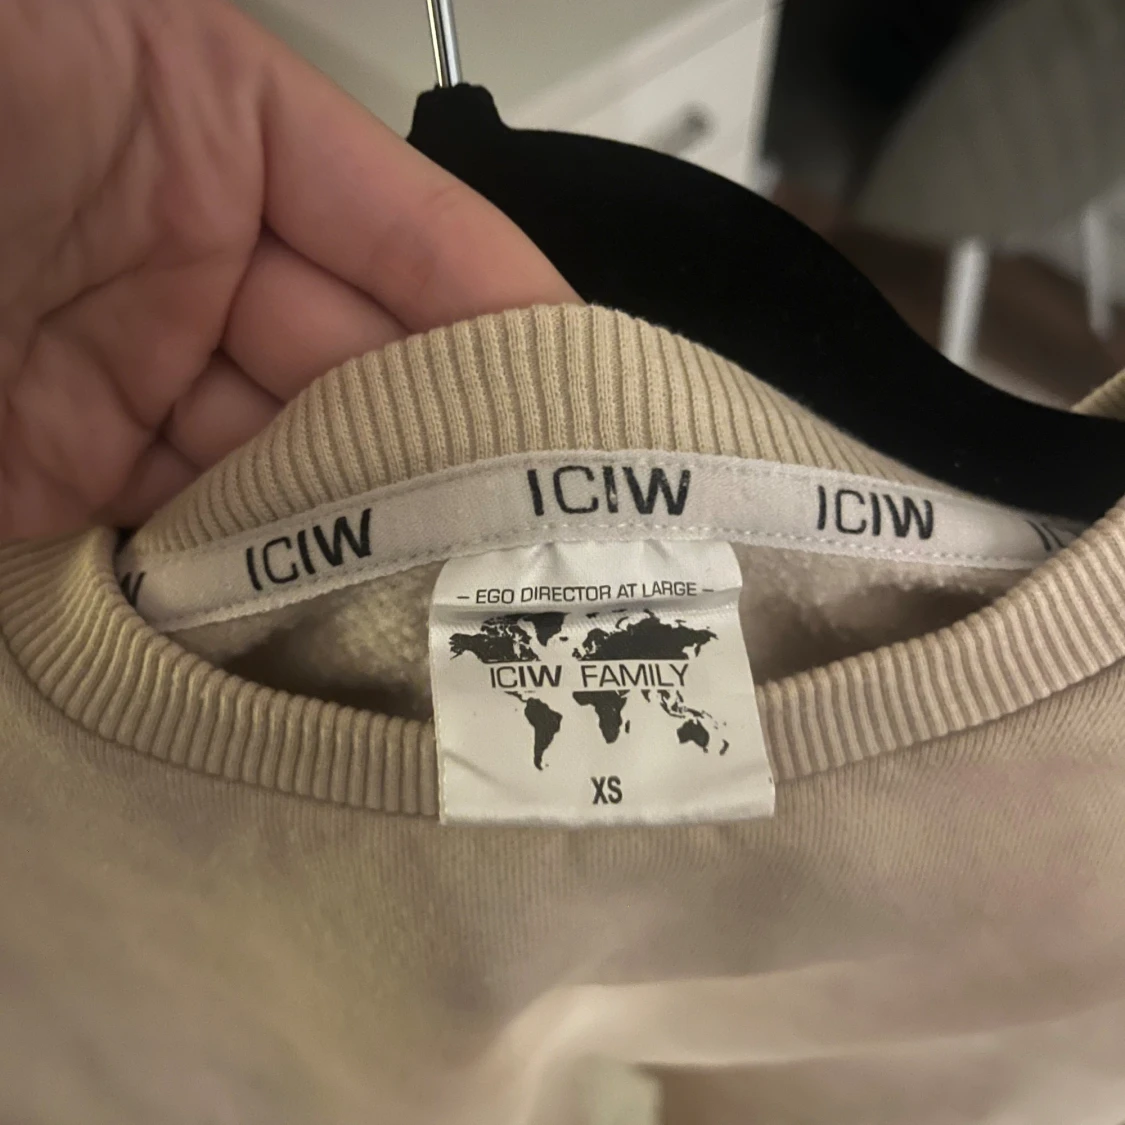 ICIW
ICIW
ICIW
– EGO DIRECTOR AT LARGE –
ICIW FAMILY
XS